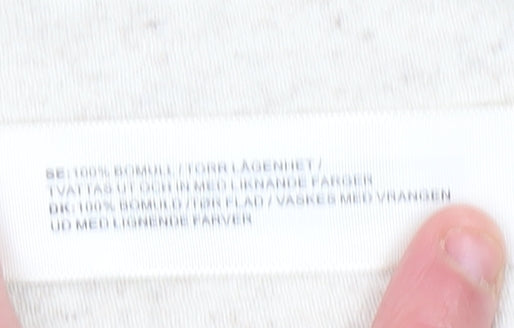 SE: 100% BOMULL / TORR LÄGENHET /
TVÄTTAS UT OCH IN MED LIKNANDE FÄRGER
DK: 100% BOMULD / TØR FLAD / VASKES MED VRANGEN
UD MED LIGNENDE FARVER